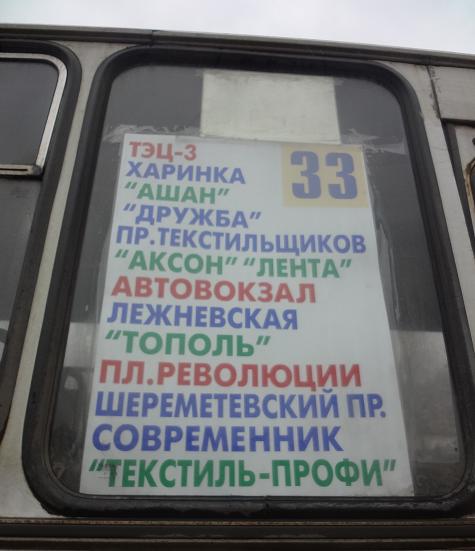 ТЭЦ-3
33
ХАРИНКА
"АШАН"
"ДРУЖБА"
ПР.ТЕКСТИЛЬЩИКОВ
"АКСОН" "ЛЕНТА"
АВТОВОКЗАЛ
ЛЕЖНЕВСКАЯ
"ТОПОЛЬ"
ПЛ.РЕВОЛЮЦИИ
ШЕРЕМЕТЕВСКИЙ ПР.
СОВРЕМЕННИК
"ТЕКСТИЛЬ-ПРОФИ"